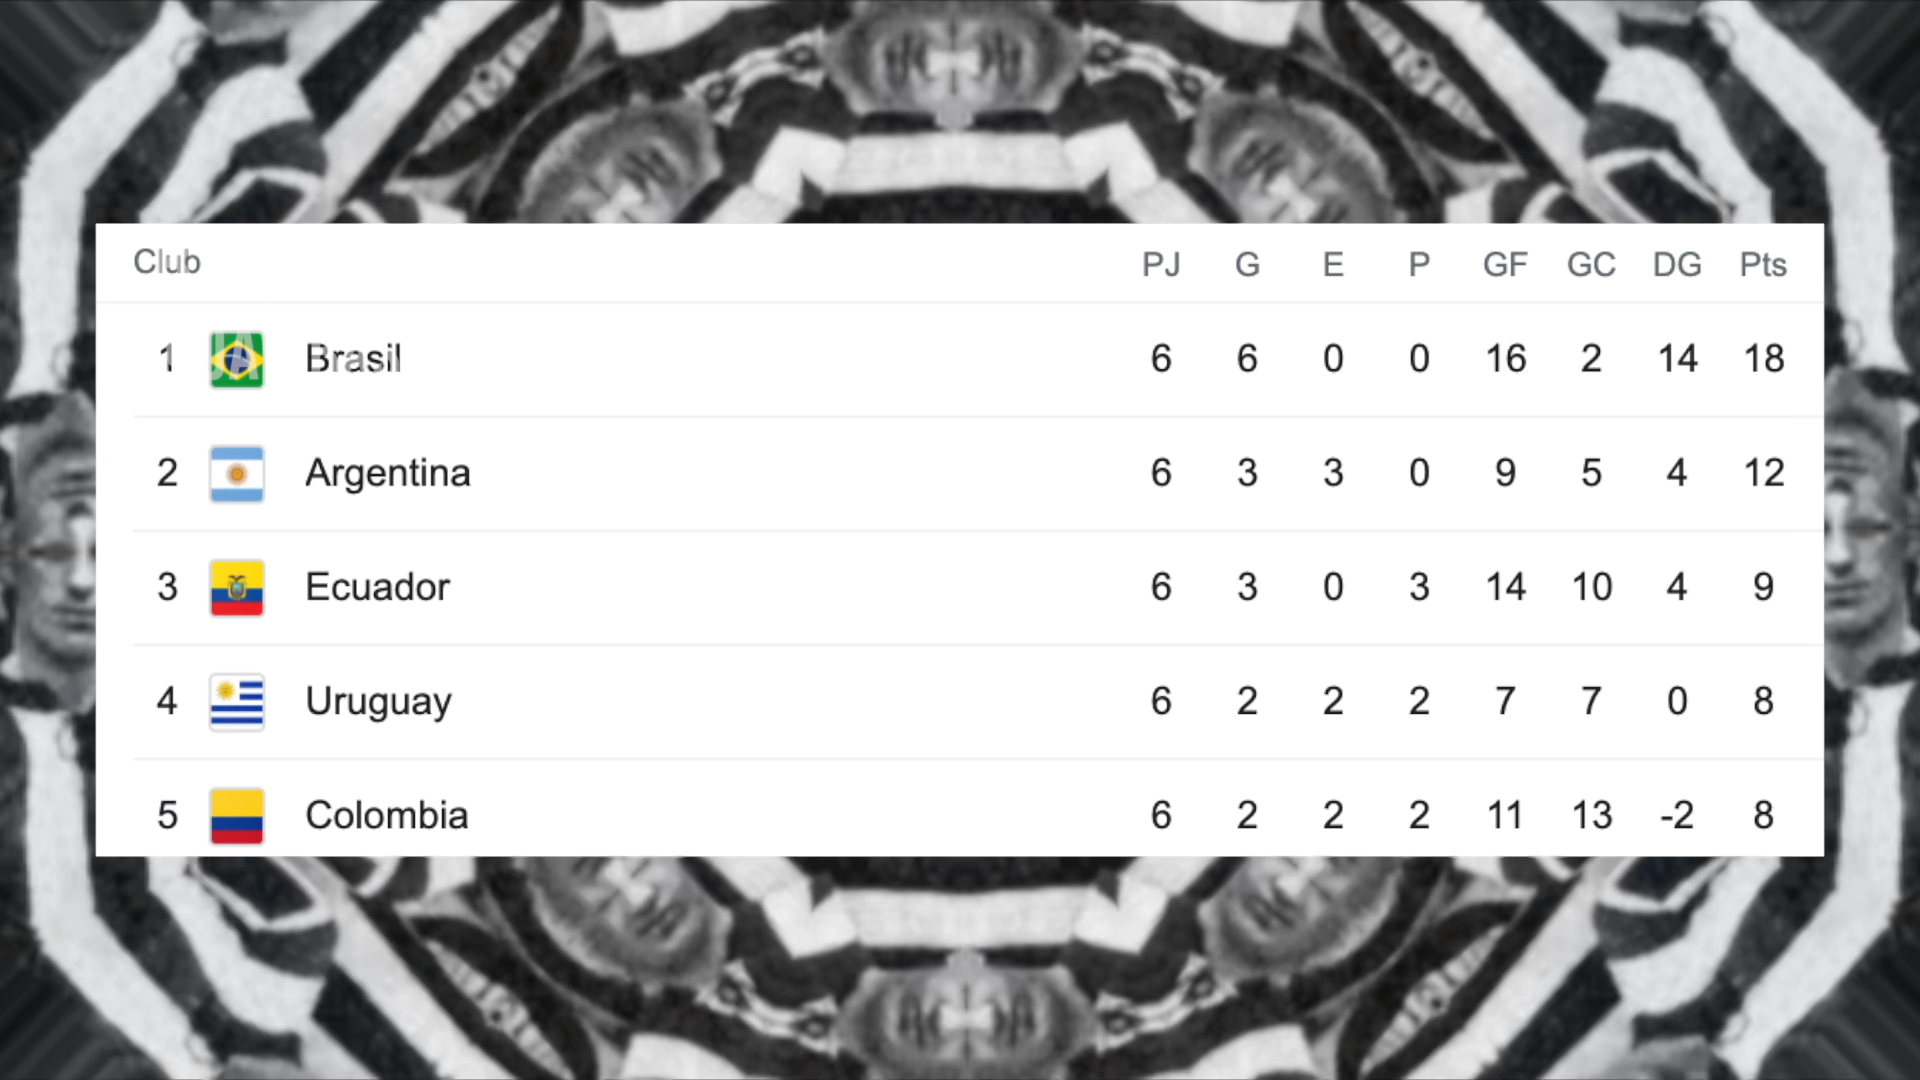 Club PJ G E P GF GC DG Pts
1 Brasil 6 6 0 0 16 2 14 18
2 Argentina 6 3 3 0 9 5 4 12
3 Ecuador 6 3 0 3 14 10 4 9
4 Uruguay 6 2 2 2 7 7 0 8
5 Colombia 6 2 2 2 11 13 -2 8